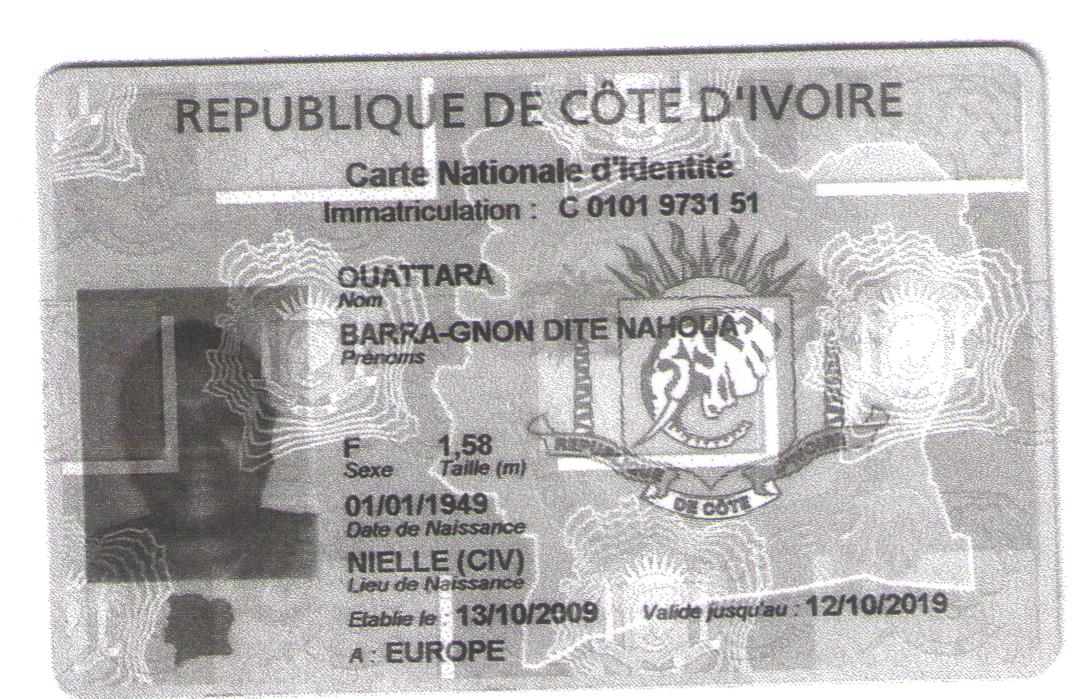 REPUBLIQUE DE CÔTE D'IVOIRE
Carte Nationale d'Identité
Immatriculation : C 0101 9731 51
OUATTARA
Nom
BARRA-GNON DITE NAHOUA
Prénoms
F 1,58
Sexe Taille (m)
01/01/1949
Date de Naissance
NIELLE (CIV)
Lieu de Naissance
Etablie le : 13/10/2009 Valide jusqu'au : 12/10/2019
A : EUROPE
REPUBLIQUE DE CÔTE D'IVOIRE